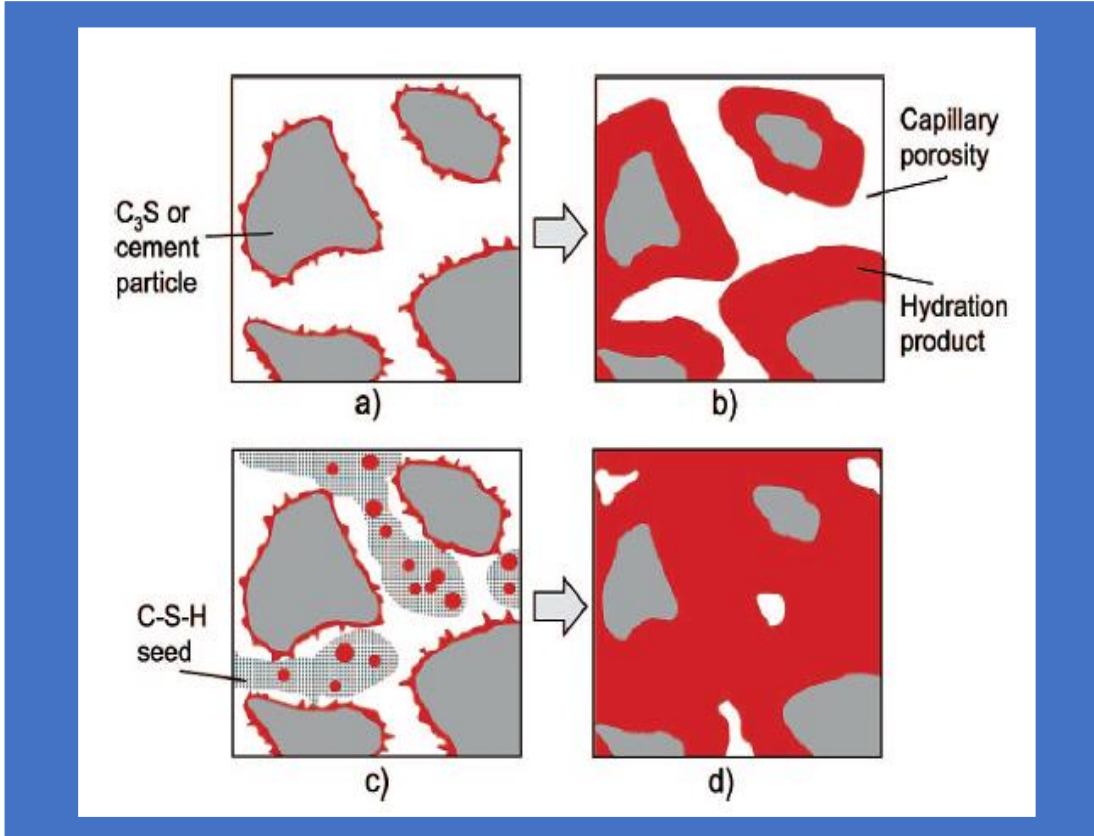 C₃S or
cement
particle
Capillary
porosity
Hydration
product
a)
b)
C-S-H
seed
c)
d)